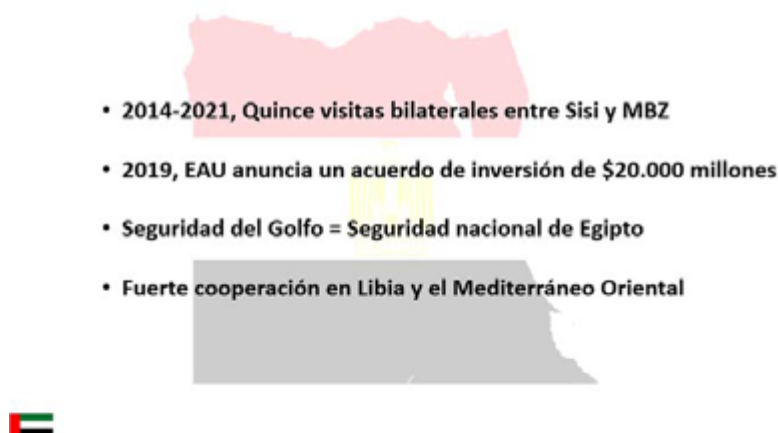 • 2014-2021, Quince visitas bilaterales entre Sisi y MBZ
• 2019, EAU anuncia un acuerdo de inversión de $20.000 millones
• Seguridad del Golfo = Seguridad nacional de Egipto
• Fuerte cooperación en Libia y el Mediterráneo Oriental